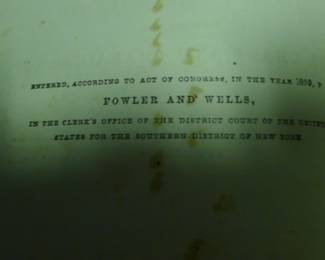 ENTERED, ACCORDING TO ACT OF CONGRESS, IN THE YEAR
FOWLER AND WELLS,
IN THE CLERK'S OFFICE OF THE DISTRICT COURT OF THE UNITED
STATES FOR THE SOUTHERN DISTRICT OF NEW YORK